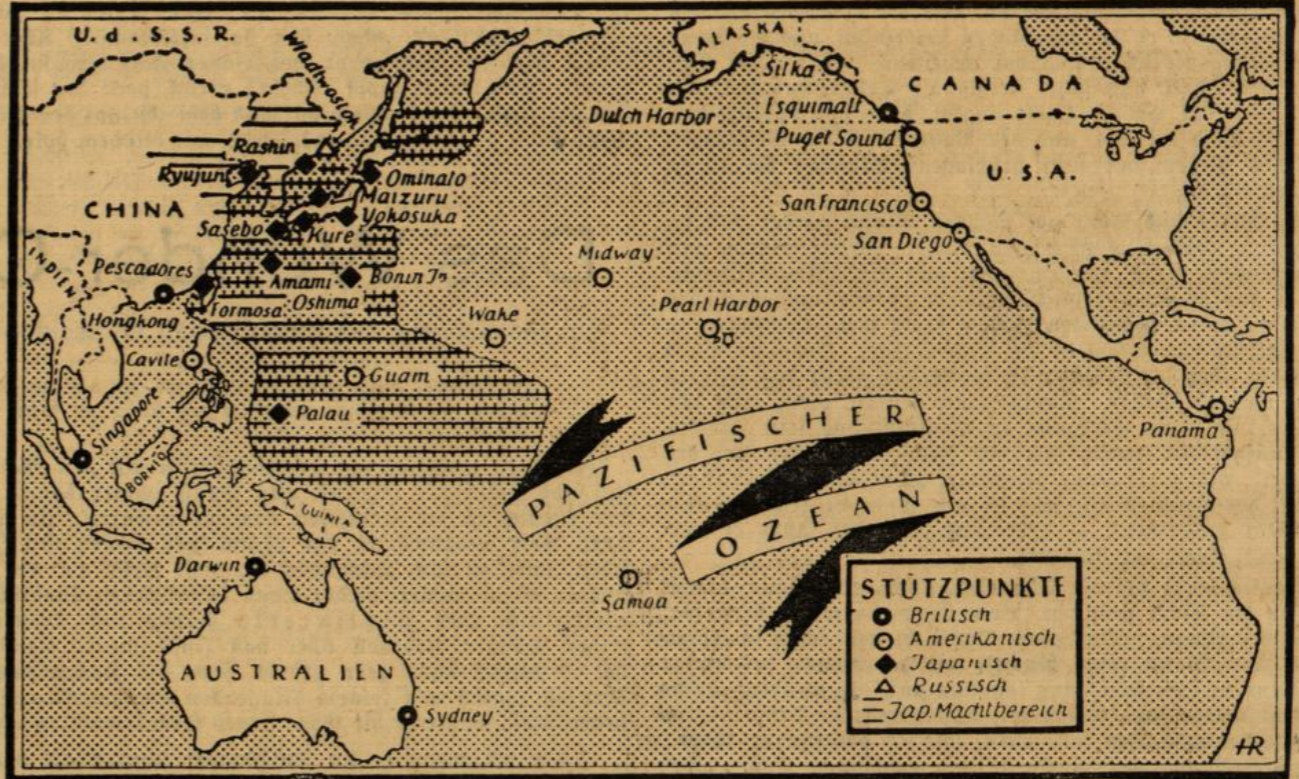 U. d. S. S. R.
Wladiwostok
ALASKA
Sitka
CANADA
Dutch Harbor
Esquimalt
Puget Sound
Rashin
Ryujun
Ominato
U.S.A.
CHINA
Maizuru
Yokosuka
San Francisco
Sasebo
Kure
San Diego
INDIEN
Pescadores
Midway
Amami
Oshima
Bonin In
Formosa
Hongkong
Wake
Pearl Harbor
Cavite
Guam
Palau
Singapore
BORNEO
PAZIFISCHER
OZEAN
Panama
N. GUINEA
Darwin
Samoa
AUSTRALIEN
Sydney
STÜTZPUNKTE
Britisch
Amerikanisch
Japanisch
Russisch
Jap. Machtbereich
HR